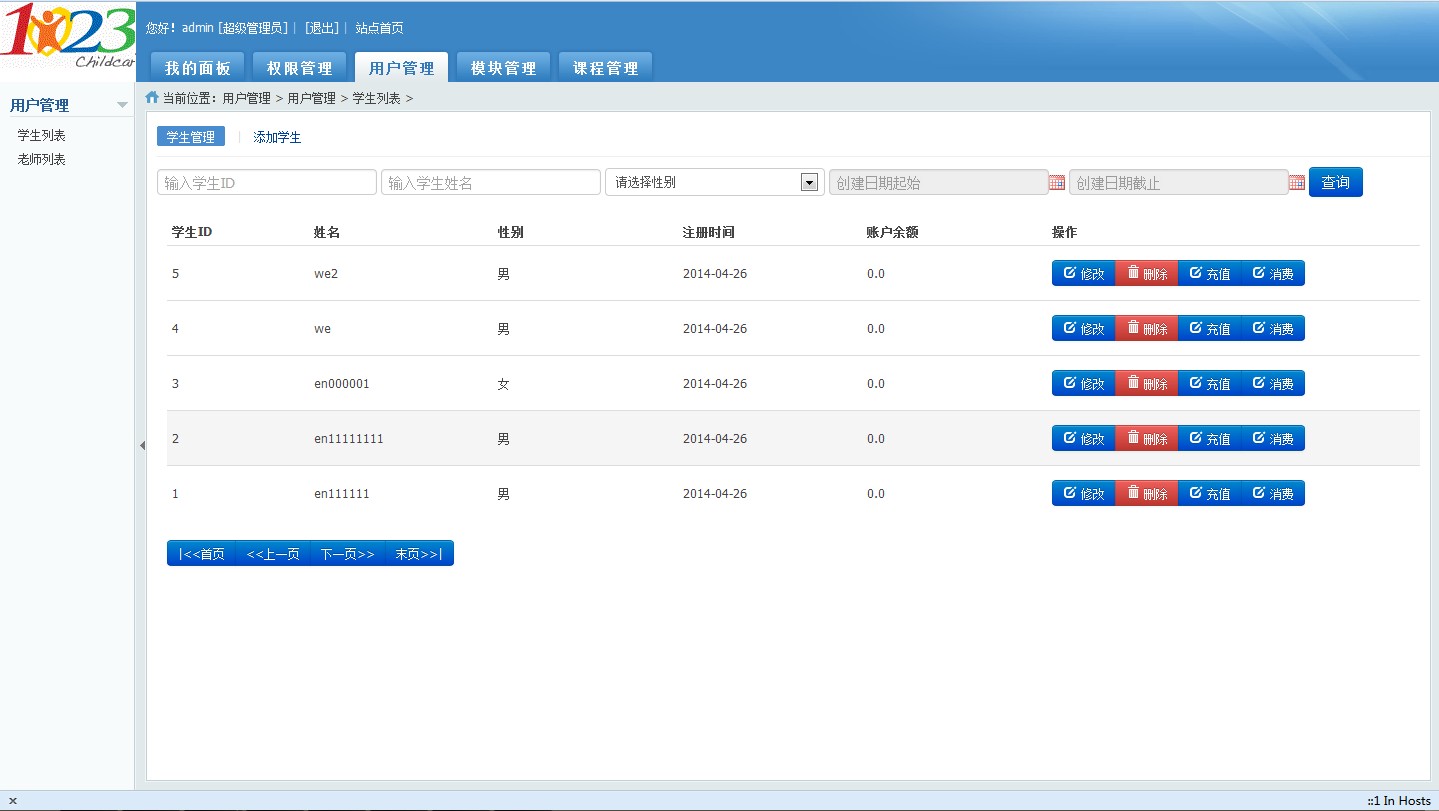 1023
Childcar
您好！admin [超级管理员] | [退出] | 站点首页
我的面板 权限管理 用户管理 模块管理 课程管理
用户管理
学生列表
老师列表
当前位置：用户管理 > 用户管理 > 学生列表 >
学生管理 | 添加学生
输入学生ID 输入学生姓名 请选择性别 创建日期起始 创建日期截止 查询
学生ID 姓名 性别 注册时间 账户余额 操作
5 we2 男 2014-04-26 0.0 修改 删除 充值 消费
4 we 男 2014-04-26 0.0 修改 删除 充值 消费
3 en000001 女 2014-04-26 0.0 修改 删除 充值 消费
2 en11111111 男 2014-04-26 0.0 修改 删除 充值 消费
1 en111111 男 2014-04-26 0.0 修改 删除 充值 消费
|<<首页 <<上一页 下一页>> 末页>>|
x ::1 In Hosts